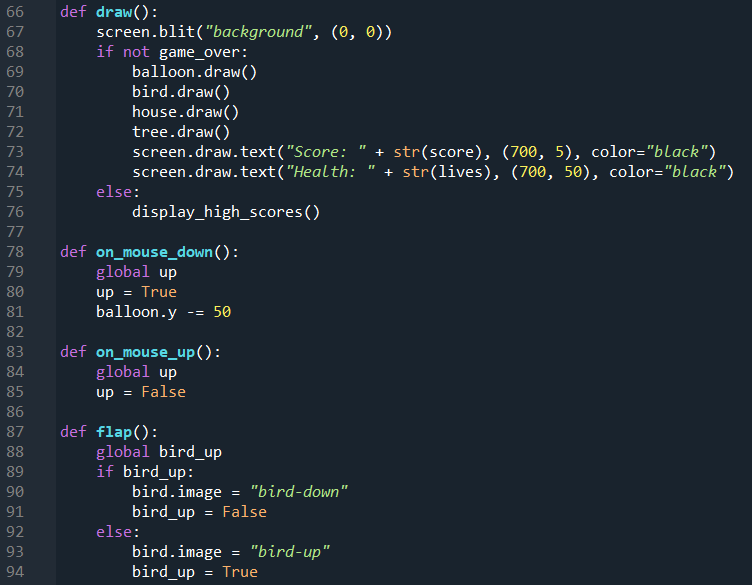 66 def draw():
67     screen.blit("background", (0, 0))
68     if not game_over:
69         balloon.draw()
70         bird.draw()
71         house.draw()
72         tree.draw()
73         screen.draw.text("Score: " + str(score), (700, 5), color="black")
74         screen.draw.text("Health: " + str(lives), (700, 50), color="black")
75     else:
76         display_high_scores()
77
78 def on_mouse_down():
79     global up
80     up = True
81     balloon.y -= 50
82
83 def on_mouse_up():
84     global up
85     up = False
86
87 def flap():
88     global bird_up
89     if bird_up:
90         bird.image = "bird-down"
91         bird_up = False
92     else:
93         bird.image = "bird-up"
94         bird_up = True